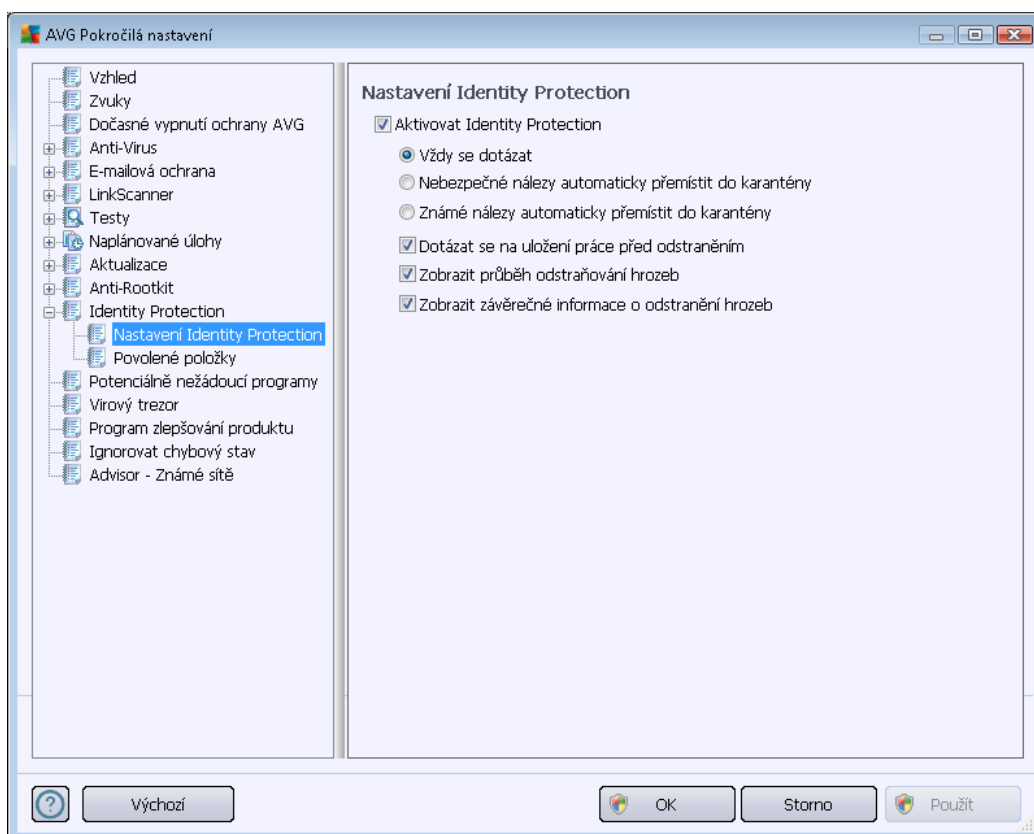 AVG Pokročilá nastavení
Vzhled
Zvuky
Dočasné vypnutí ochrany AVG
Anti-Virus
E-mailová ochrana
LinkScanner
Testy
Naplánované úlohy
Aktualizace
Anti-Rootkit
Identity Protection
Nastavení Identity Protection
Povolené položky
Potenciálně nežádoucí programy
Virový trezor
Program zlepšování produktu
Ignorovat chybový stav
Advisor - Známé sítě
Nastavení Identity Protection
Aktivovat Identity Protection
Vždy se dotázat
Nebezpečné nálezy automaticky přemístit do karantény
Známé nálezy automaticky přemístit do karantény
Dotázat se na uložení práce před odstraněním
Zobrazit průběh odstraňování hrozeb
Zobrazit závěrečné informace o odstranění hrozeb
?
Výchozí
OK
Storno
Použít